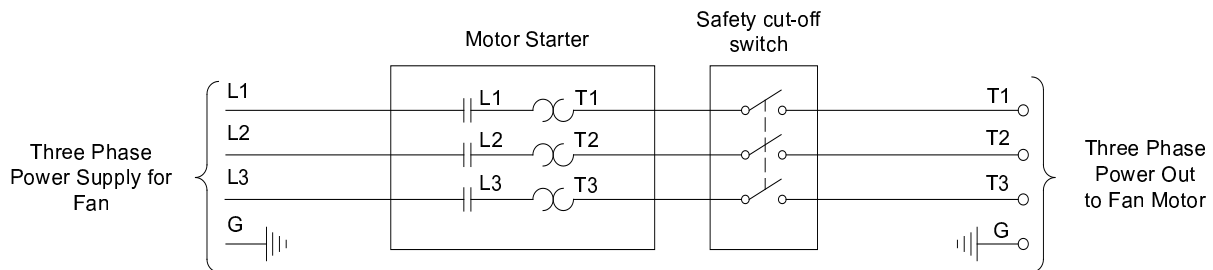 Safety cut-off
switch
Motor Starter
L1
L1
T1
T1
L2
L2
T2
T2
Three Phase
Power Supply for
Fan
Three Phase
Power Out
to Fan Motor
L3
L3
T3
T3
G
G